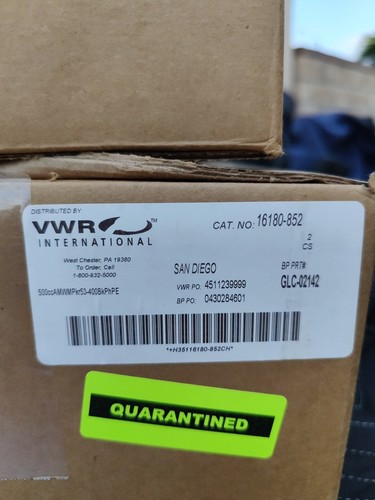 DISTRIBUTED BY
VWR™
INTERNATIONAL
West Chester, PA 19380
To Order, Call
1-800-932-5000
CAT. NO: 16180-852
2
CS
SAN DIEGO
BP PRT#
GLC-02142
VWR PO: 4511239999
BP PO: 0430284601
500ccAMWMPkr53-400BkPhPE
*+H35116180-852CH*
QUARANTINED